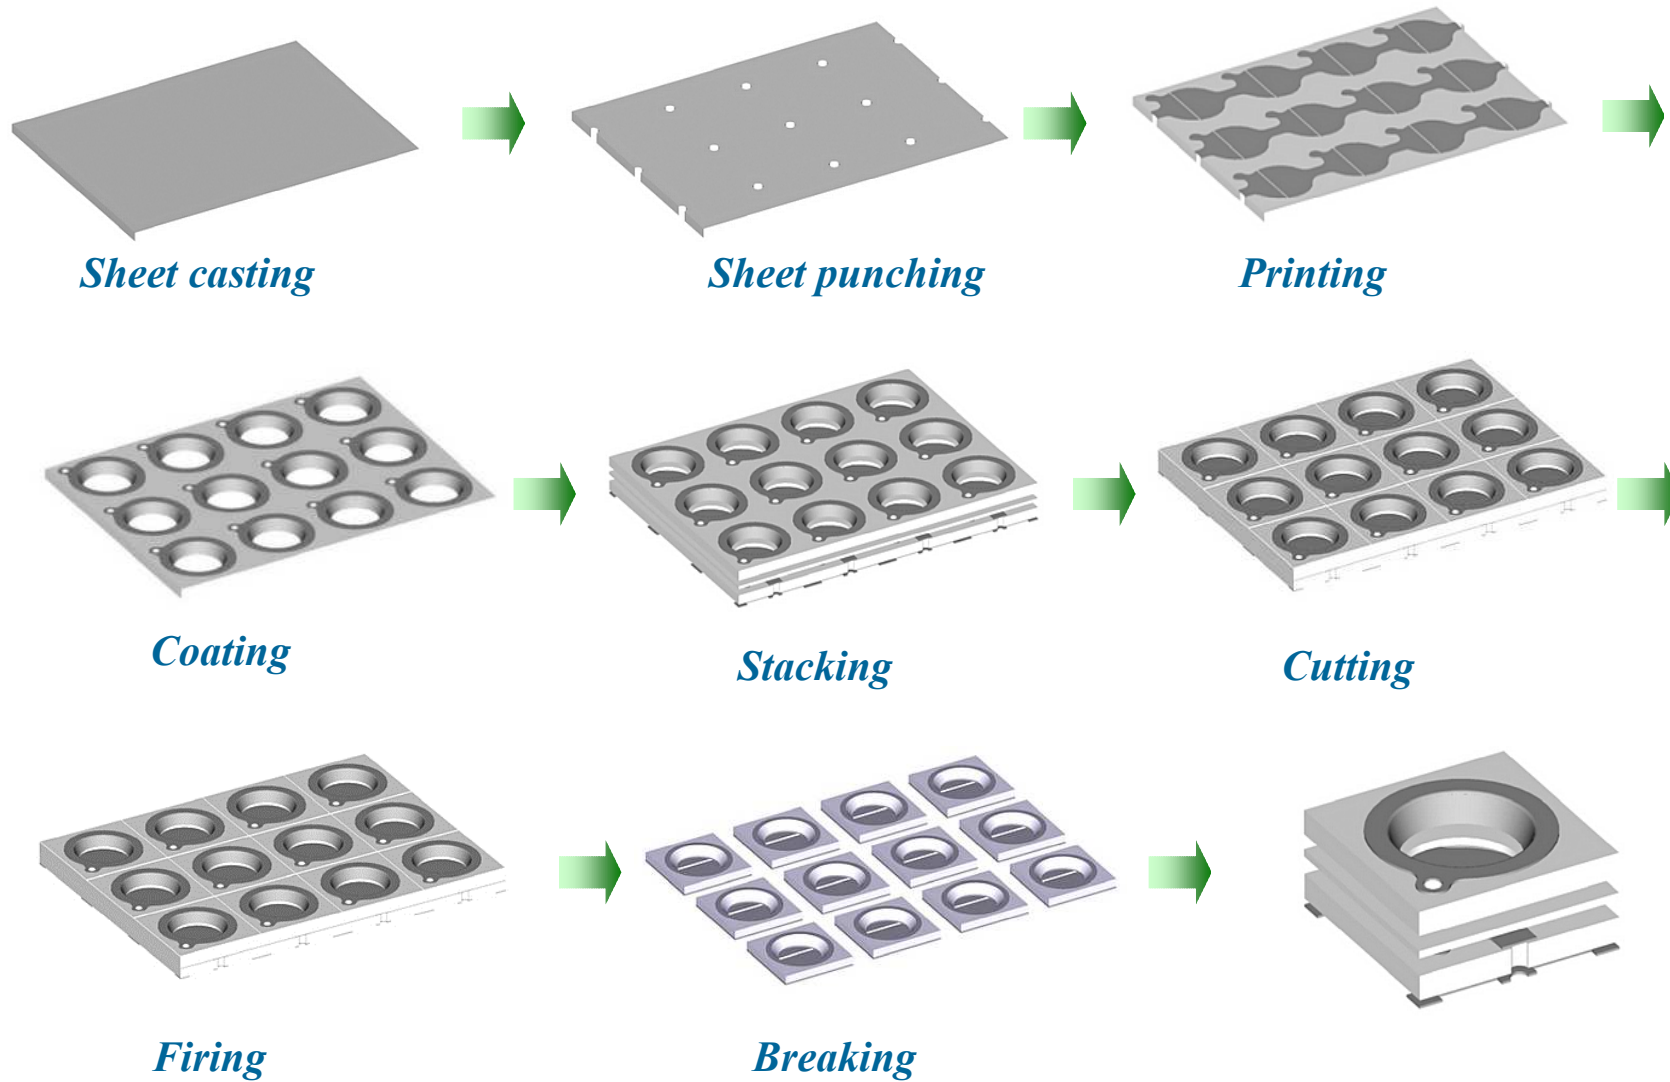 Sheet casting
Sheet punching
Printing
Coating
Stacking
Cutting
Firing
Breaking